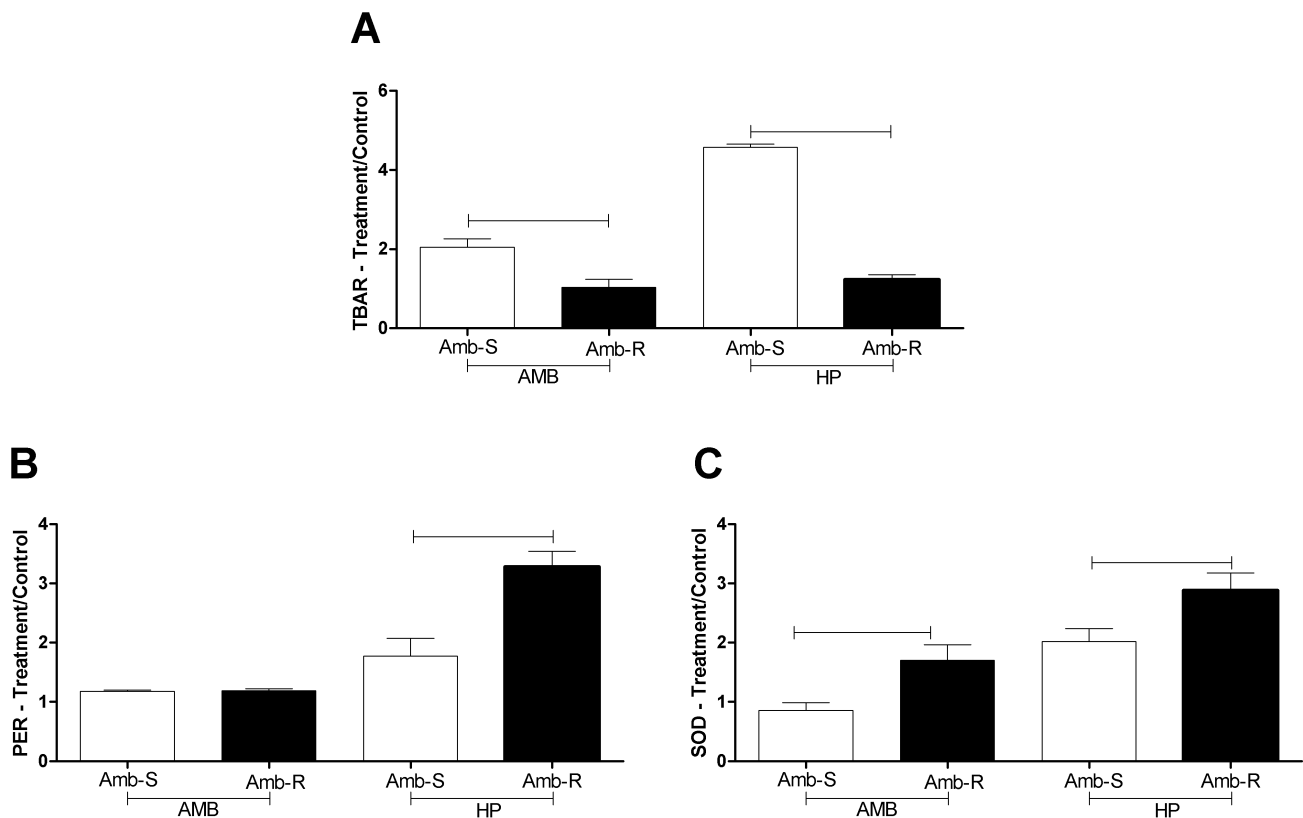 A
TBAR - Treatment/Control
6
4
2
0
Amb-S Amb-R Amb-S Amb-R
AMB HP
B
PER - Treatment/Control
4
3
2
1
0
Amb-S Amb-R Amb-S Amb-R
AMB HP
C
SOD - Treatment/Control
4
3
2
1
0
Amb-S Amb-R Amb-S Amb-R
AMB HP